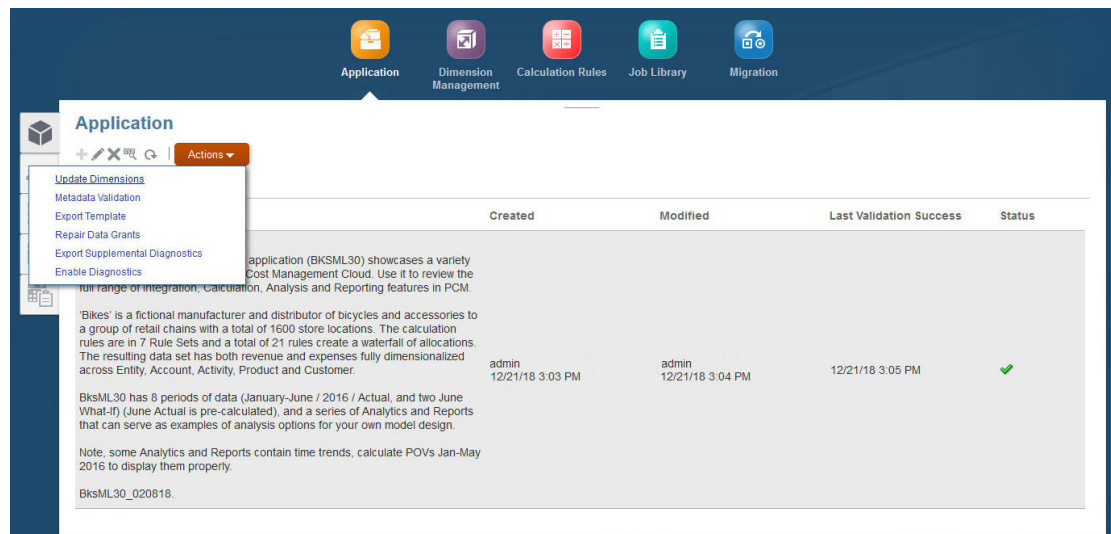 Application
Dimension
Management
Calculation Rules
Job Library
Migration
Application
Actions
Update Dimensions
Metadata Validation
Export Template
Repair Data Grants
Export Supplemental Diagnostics
Enable Diagnostics
Created
Modified
Last Validation Success
Status
application (BKSML30) showcases a variety
Cost Management Cloud. Use it to review the
full range of integration, Calculation, Analysis and Reporting features in PCM.
'Bikes' is a fictional manufacturer and distributor of bicycles and accessories to
a group of retail chains with a total of 1600 store locations. The calculation
rules are in 7 Rule Sets and a total of 21 rules create a waterfall of allocations.
The resulting data set has both revenue and expenses fully dimensionalized
across Entity, Account, Activity, Product and Customer.
BksML30 has 8 periods of data (January-June / 2016 / Actual, and two June
What-If) (June Actual is pre-calculated), and a series of Analytics and Reports
that can serve as examples of analysis options for your own model design.
Note, some Analytics and Reports contain time trends, calculate POVs Jan-May
2016 to display them properly.
BksML30_020818.
admin
12/21/18 3:03 PM
admin
12/21/18 3:04 PM
12/21/18 3:05 PM